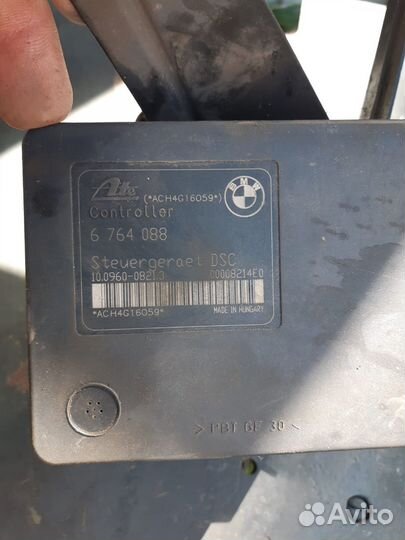 Ate (*ACH4G16059*)
BMW
Controller
6 764 088
Steuergeraet DSC
10.0960-0821.3 00008214E0
*ACH4G16059* MADE IN HUNGARY
> PBT GF 30 <
Avito